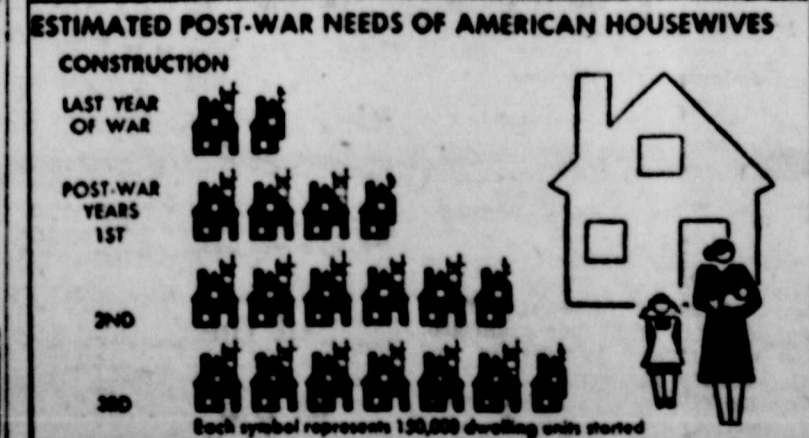 ESTIMATED POST-WAR NEEDS OF AMERICAN HOUSEWIVES
CONSTRUCTION
LAST YEAR
OF WAR
POST-WAR
YEARS
1ST
2ND
3RD
Each symbol represents 150,000 dwelling units started